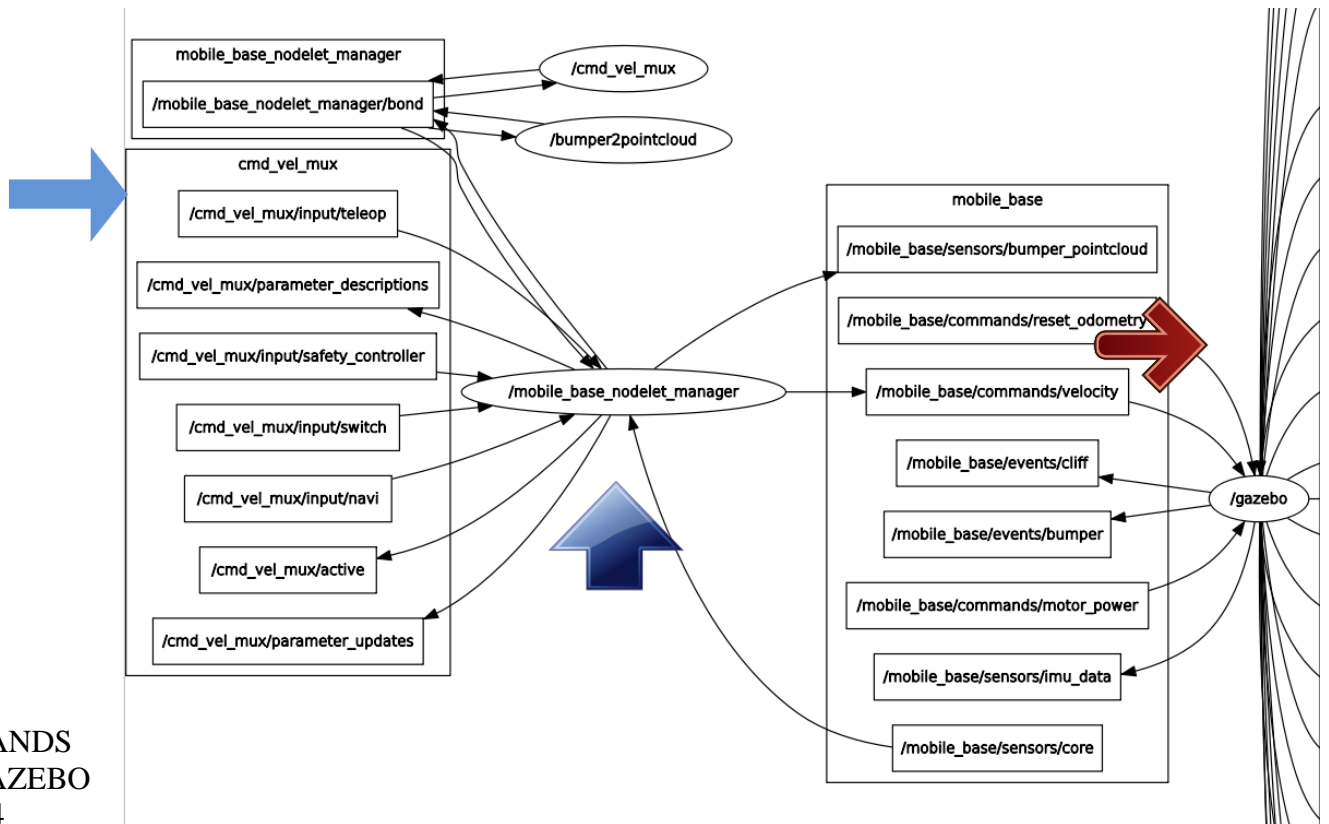 mobile_base_nodelet_manager
/mobile_base_nodelet_manager/bond
/cmd_vel_mux
/bumper2pointcloud
cmd_vel_mux
/cmd_vel_mux/input/teleop
/cmd_vel_mux/parameter_descriptions
/cmd_vel_mux/input/safety_controller
/cmd_vel_mux/input/switch
/cmd_vel_mux/input/navi
/cmd_vel_mux/active
/cmd_vel_mux/parameter_updates
/mobile_base_nodelet_manager
mobile_base
/mobile_base/sensors/bumper_pointcloud
/mobile_base/commands/reset_odometry
/mobile_base/commands/velocity
/mobile_base/events/cliff
/mobile_base/events/bumper
/mobile_base/commands/motor_power
/mobile_base/sensors/imu_data
/mobile_base/sensors/core
/gazebo
ANDS
AZEBO